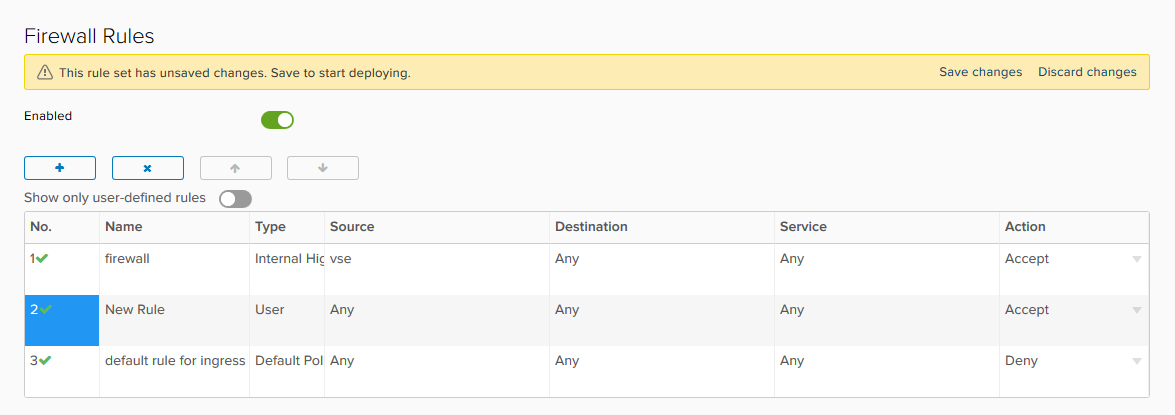 Firewall Rules
This rule set has unsaved changes. Save to start deploying. Save changes Discard changes
Enabled
Show only user-defined rules
No. Name Type Source Destination Service Action
1 firewall Internal Hig vse Any Any Accept
2 New Rule User Any Any Any Accept
3 default rule for ingress Default Pol Any Any Any Deny